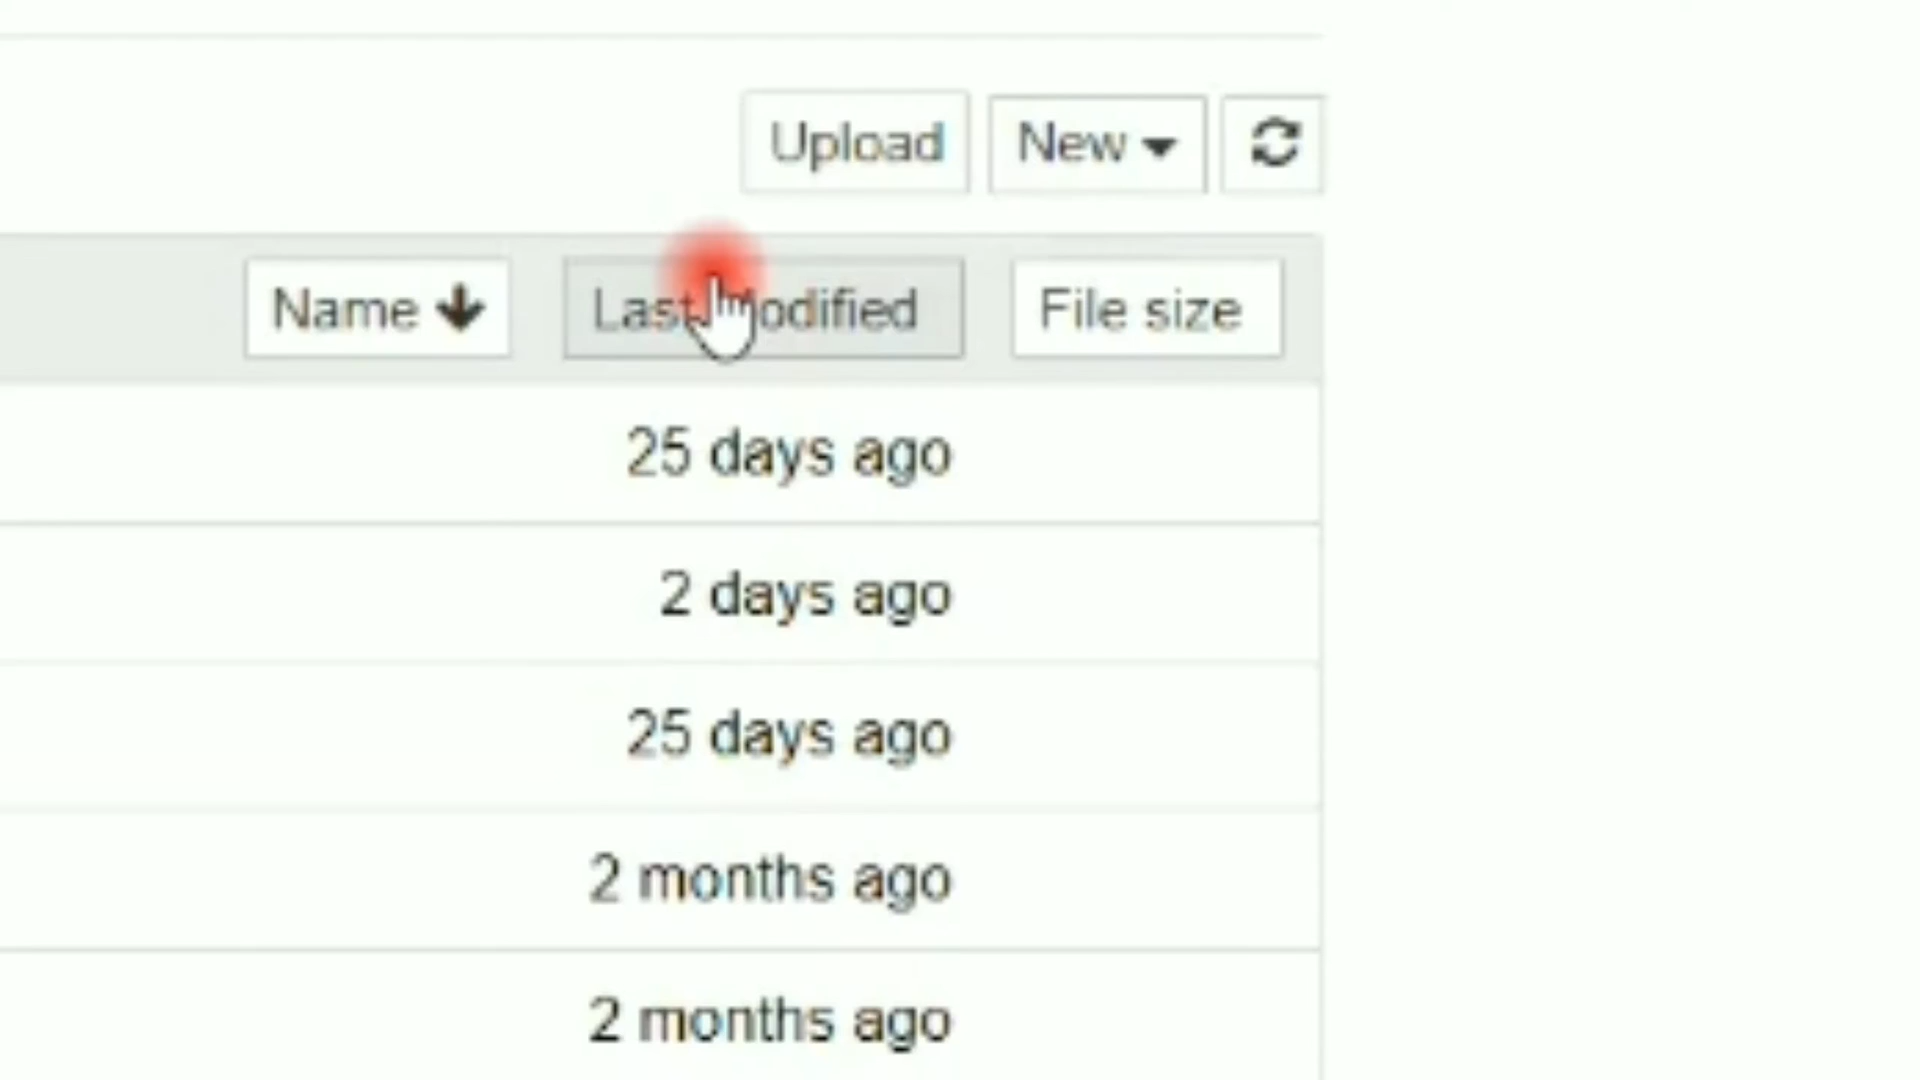 Upload New
Name Last Modified File size
25 days ago
2 days ago
25 days ago
2 months ago
2 months ago